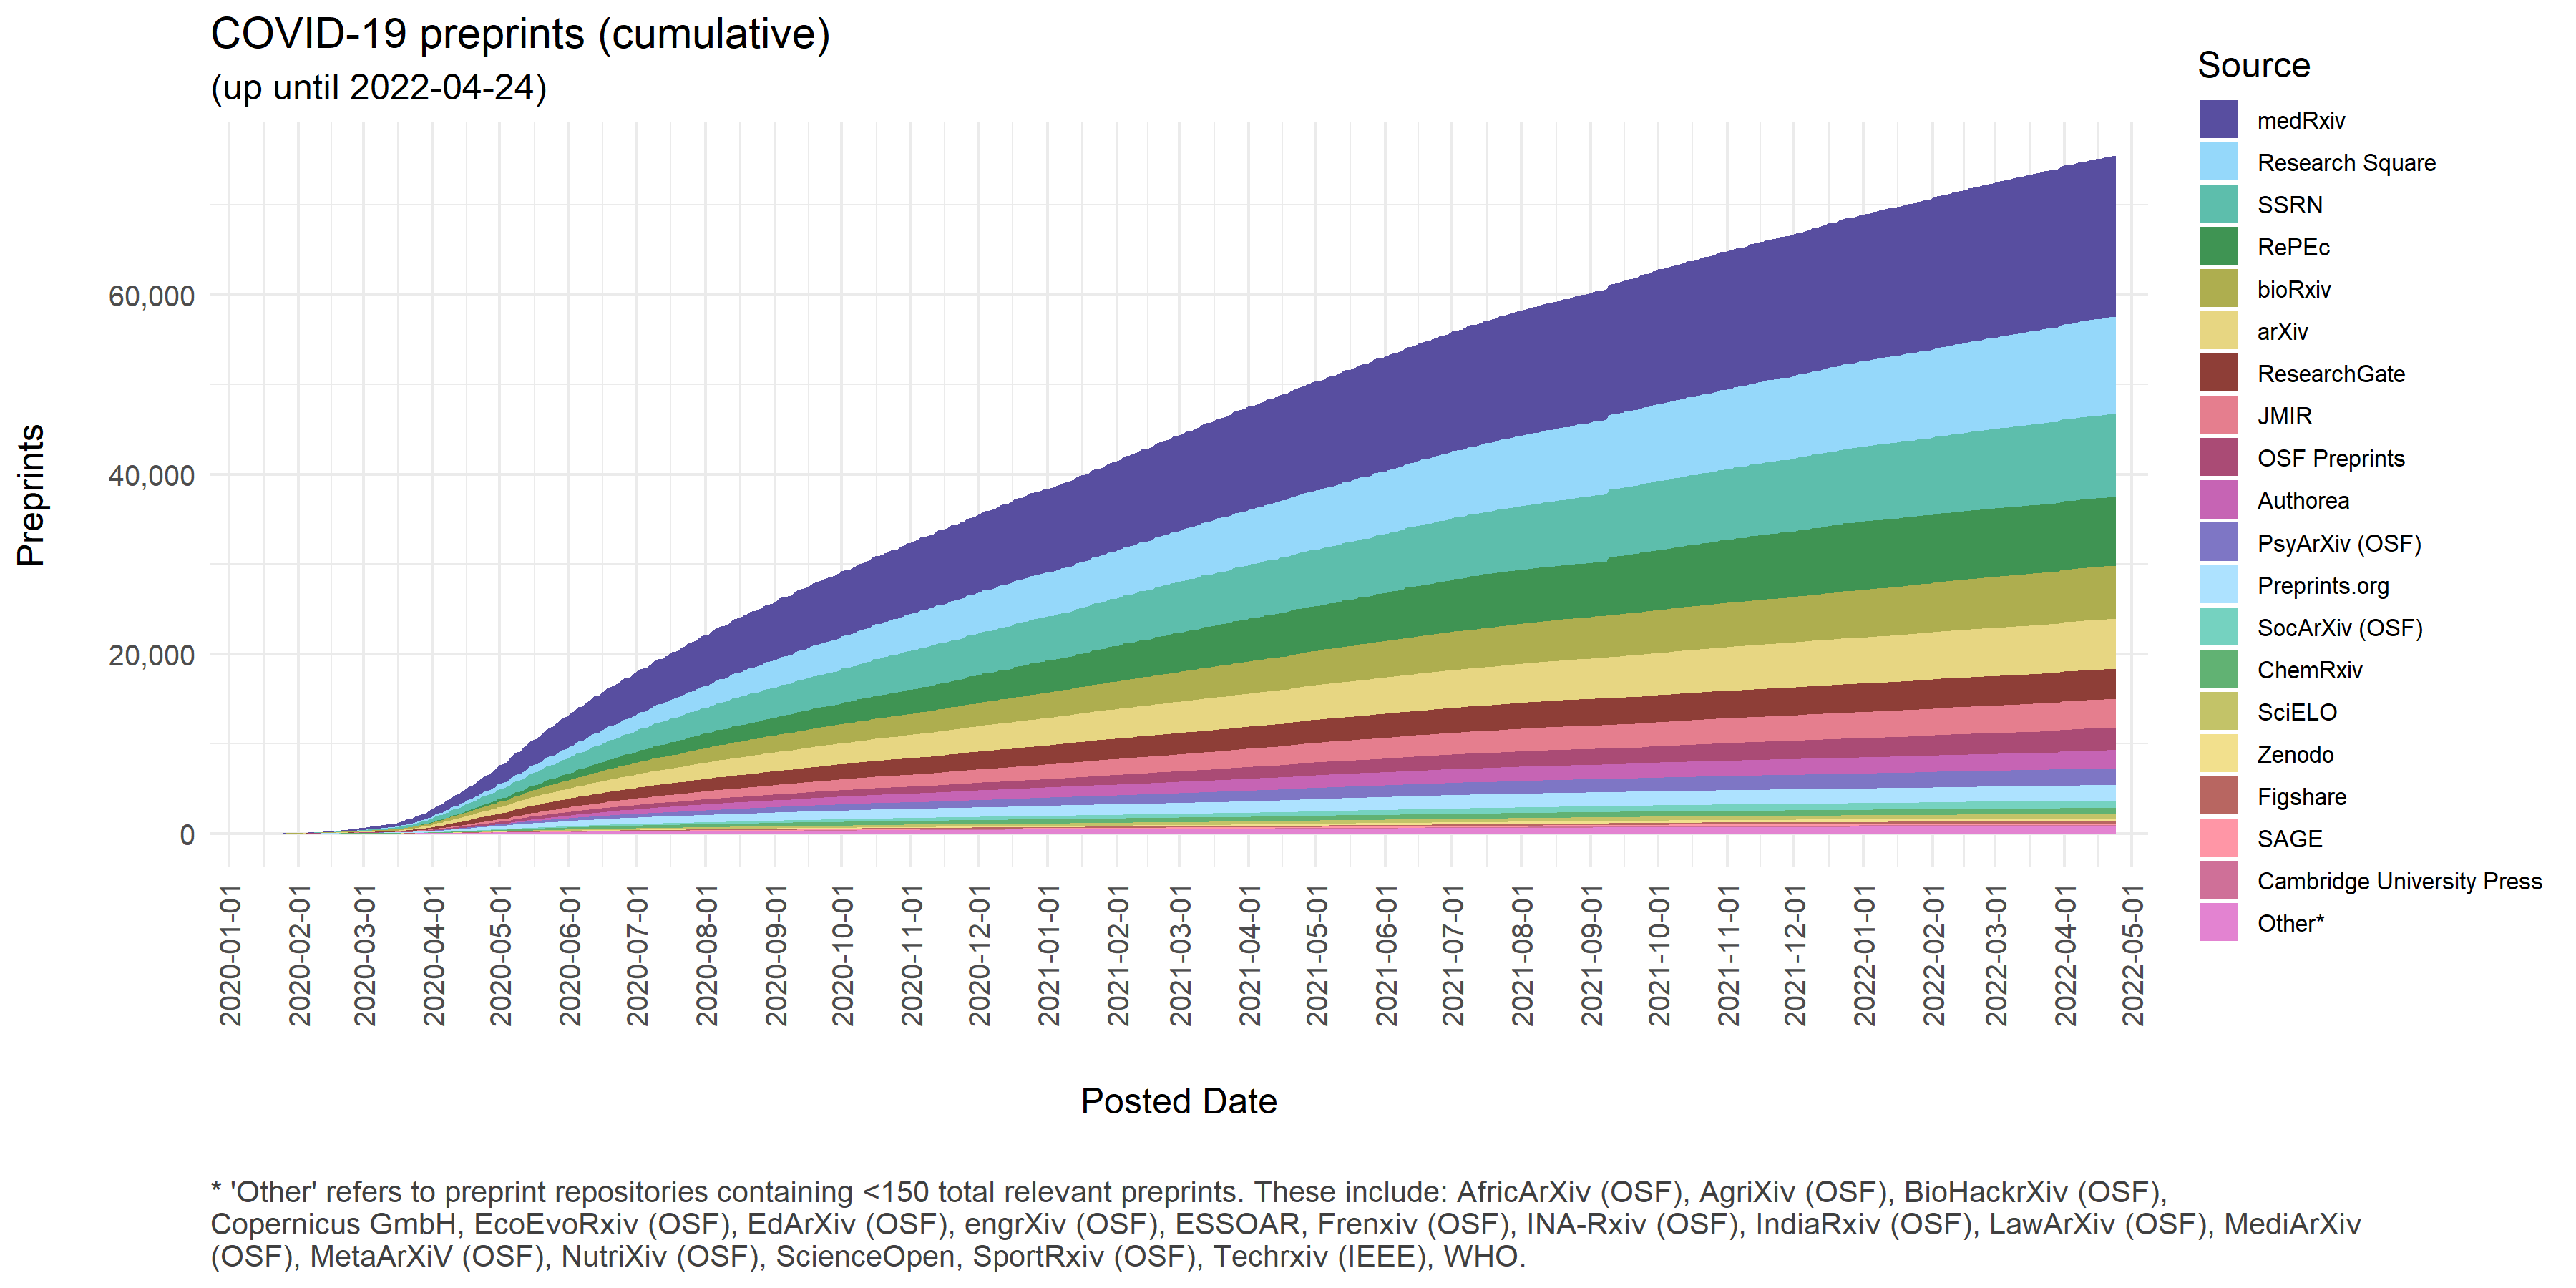 COVID-19 preprints (cumulative)
(up until 2022-04-24)
Preprints
60,000
40,000
20,000
0
2020-01-01
2020-02-01
2020-03-01
2020-04-01
2020-05-01
2020-06-01
2020-07-01
2020-08-01
2020-09-01
2020-10-01
2020-11-01
2020-12-01
2021-01-01
2021-02-01
2021-03-01
2021-04-01
2021-05-01
2021-06-01
2021-07-01
2021-08-01
2021-09-01
2021-10-01
2021-11-01
2021-12-01
2022-01-01
2022-02-01
2022-03-01
2022-04-01
2022-05-01
Posted Date
Source
medRxiv
Research Square
SSRN
RePEc
bioRxiv
arXiv
ResearchGate
JMIR
OSF Preprints
Authorea
PsyArXiv (OSF)
Preprints.org
SocArXiv (OSF)
ChemRxiv
SciELO
Zenodo
Figshare
SAGE
Cambridge University Press
Other*
* 'Other' refers to preprint repositories containing <150 total relevant preprints. These include: AfricArXiv (OSF), AgriXiv (OSF), BioHackrXiv (OSF),
Copernicus GmbH, EcoEvoRxiv (OSF), EdArXiv (OSF), engrXiv (OSF), ESSOAR, Frenxiv (OSF), INA-Rxiv (OSF), IndiaRxiv (OSF), LawArXiv (OSF), MediArXiv
(OSF), MetaArXiV (OSF), NutriXiv (OSF), ScienceOpen, SportRxiv (OSF), Techrxiv (IEEE), WHO.